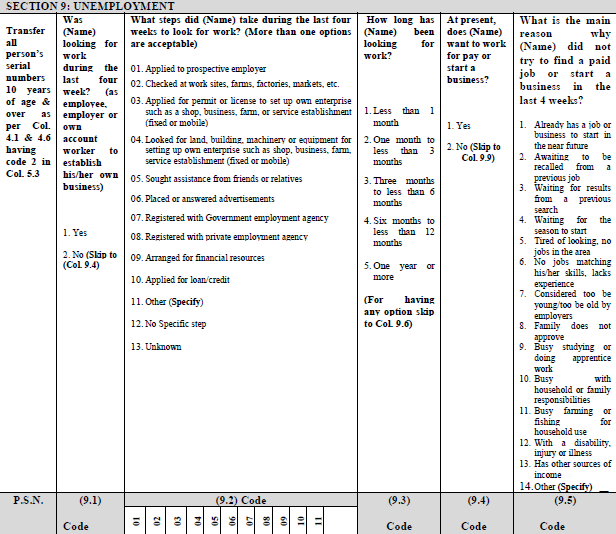 SECTION 9: UNEMPLOYMENT
Transfer
all
person's
serial
numbers
10 years
of age &
over as
per Col.
4.1 & 4.6
having
code 2 in
Col. 5.3
Was
(Name)
looking for
work
during the
last four
week? (as
employee,
employer or
own
account
worker to
establish
his/her own
business)
1. Yes
2. No (Skip to
(Col. 9.4)
What steps did (Name) take during the last four
weeks to look for work? (More than one options
are acceptable)
01. Applied to prospective employer
02. Checked at work sites, farms, factories, markets, etc.
03. Applied for permit or license to set up own enterprise
such as a shop, business, farm, or service establishment
(fixed or mobile)
04. Looked for land, building, machinery or equipment for
setting up own enterprise such as shop, business, farm,
service establishment (fixed or mobile)
05. Sought assistance from friends or relatives
06. Placed or answered advertisements
07. Registered with Government employment agency
08. Registered with private employment agency
09. Arranged for financial resources
10. Applied for loan/credit
11. Other (Specify)
12. No Specific step
13. Unknown
How long has
(Name) been
looking for
work?
1. Less than 1
month
2. One month to
less than 3
months
3. Three months
to less than 6
months
4. Six months to
less than 12
months
5. One year or
more
(For having
any option skip
to Col. 9.6)
At present,
does (Name)
want to work
for pay or
start a
business?
1. Yes
2. No (Skip to
Col. 9.9)
What is the main
reason why
(Name) did not
try to find a paid
job or start a
business in the
last 4 weeks?
1. Already has a job or
business to start in
the near future
2. Awaiting to be
recalled from a
previous job
3. Waiting for results
from a previous
search
4. Waiting for the
season to start
5. Tired of looking, no
jobs in the area
6. No jobs matching
his/her skills, lacks
experience
7. Considered too be
young/too be old by
employers
8. Family does not
approve
9. Busy studying or
doing apprentice
work
10. Busy with
household or family
responsibilities
11. Busy farming or
fishing for
household use
12. With a disability,
injury or illness
13. Has other sources of
income
14. Other (Specify) __
P.S.N. (9.1) (9.2) Code (9.3) (9.4) (9.5)
Code 01 02 03 04 05 06 07 08 09 10 11 Code Code Code